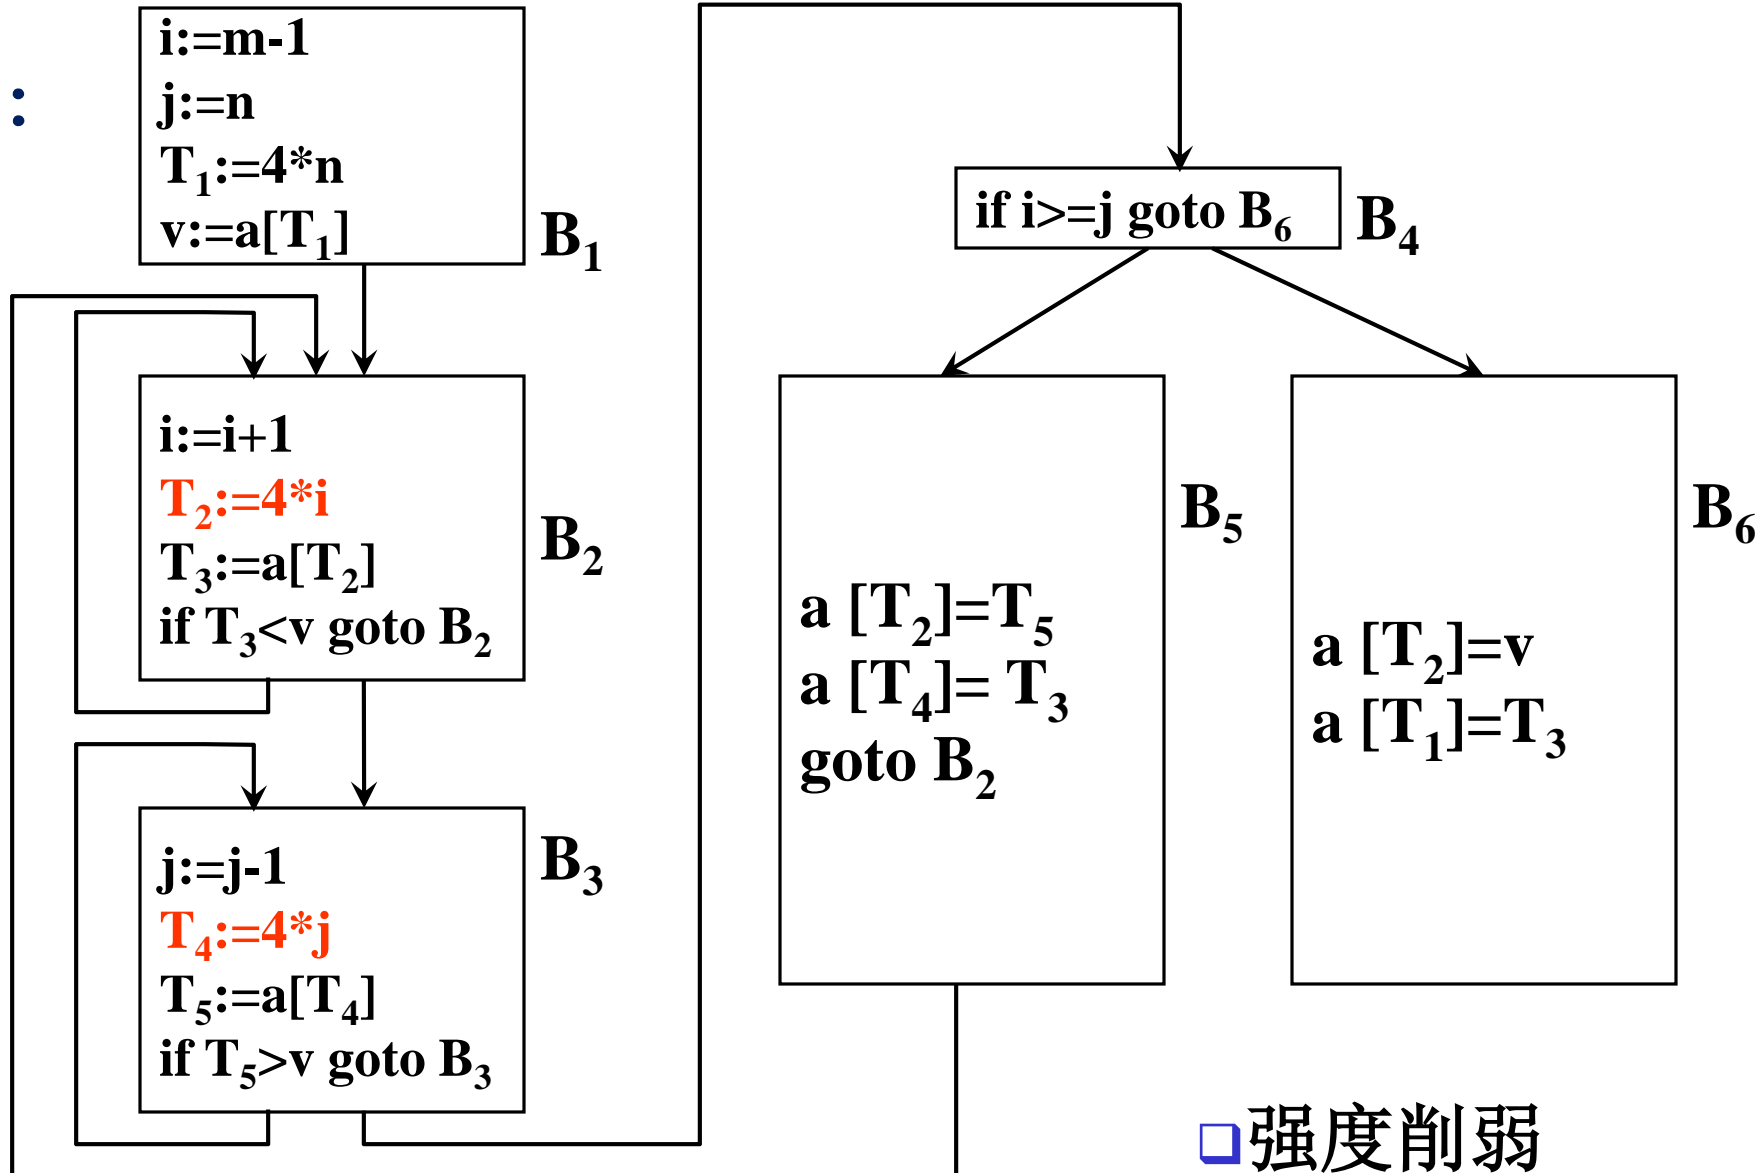 :
i:=m-1
j:=n
T₁:=4*n
v:=a[T₁]
B₁
i:=i+1
T₂:=4*i
T₃:=a[T₂]
if T₃<v goto B₂
B₂
j:=j-1
T₄:=4*j
T₅:=a[T₄]
if T₅>v goto B₃
B₃
if i>=j goto B₆
B₄
a [T₂]=T₅
a [T₄]= T₃
goto B₂
B₅
a [T₂]=v
a [T₁]=T₃
B₆
❑强度削弱